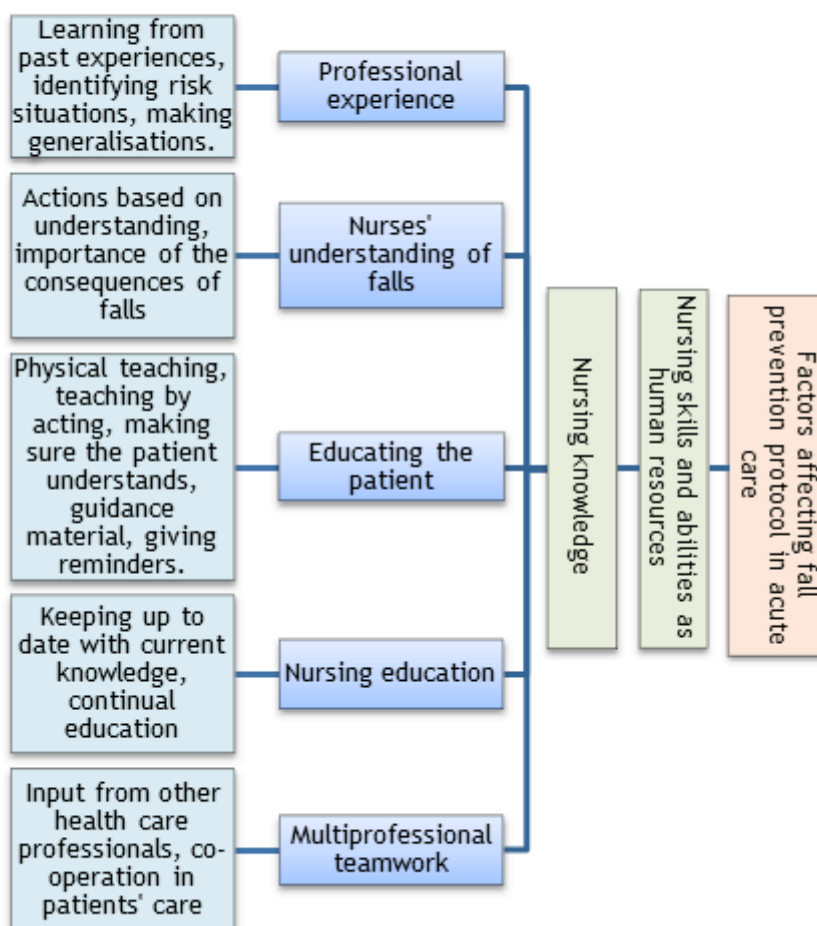 Learning from
past experiences,
identifying risk
situations, making
generalisations.
Professional
experience
Actions based on
understanding,
importance of the
consequences of
falls
Nurses'
understanding of
falls
Physical teaching,
teaching by
acting, making
sure the patient
understands,
guidance
material, giving
reminders.
Educating the
patient
Keeping up to
date with current
knowledge,
continual
education
Nursing education
Input from other
health care
professionals, co-
operation in
patients' care
Multiprofessional
teamwork
Nursing knowledge
Nursing skills and abilities as
human resources
Factors affecting fall
prevention protocol in acute
care